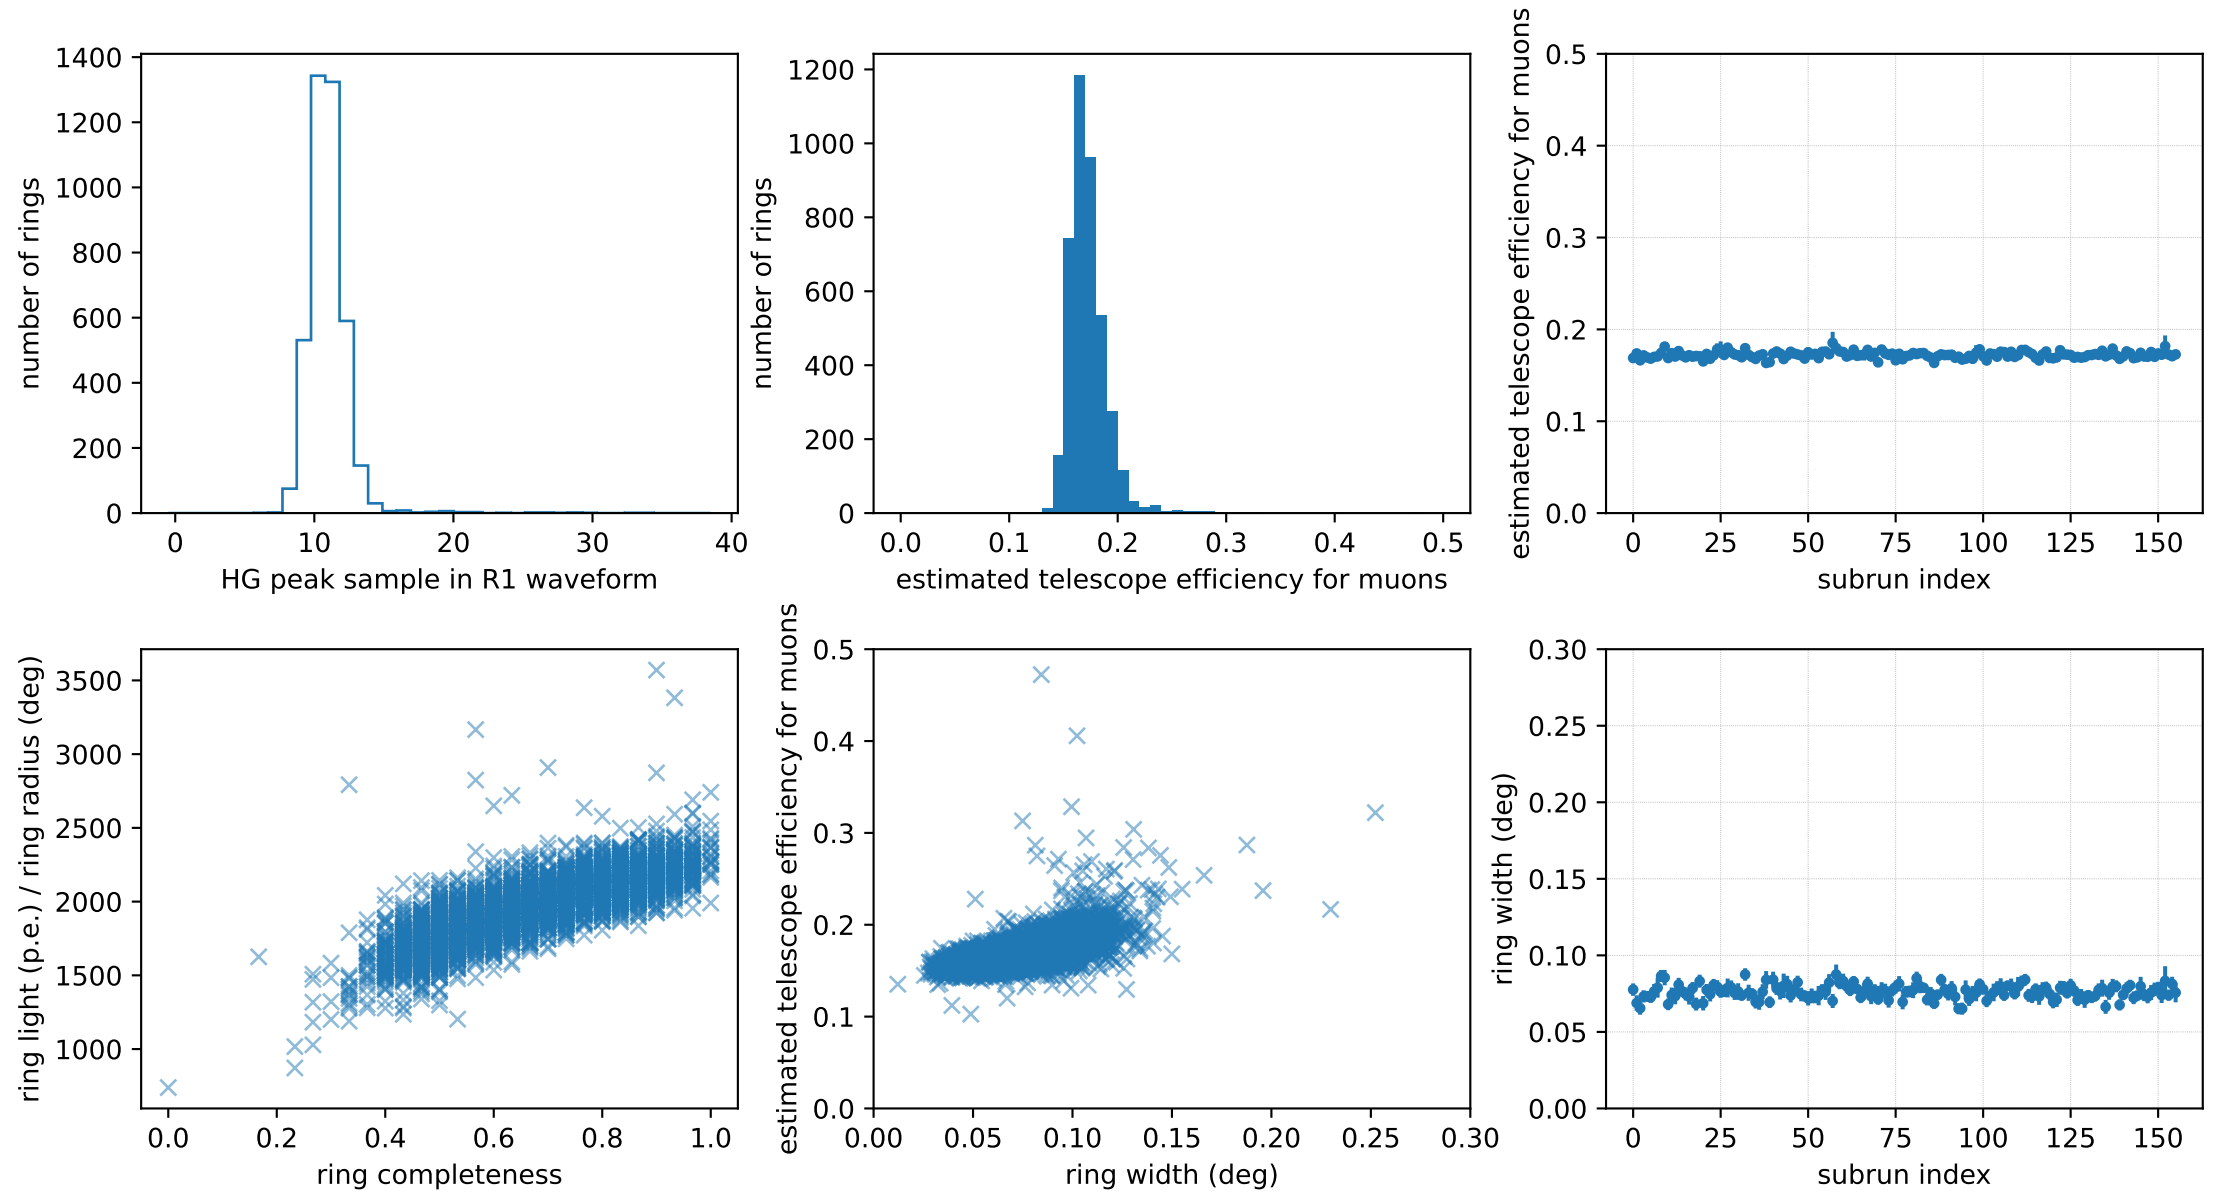 number of rings
1400
1200
1000
800
600
400
200
0
0 10 20 30 40
HG peak sample in R1 waveform
number of rings
1200
1000
800
600
400
200
0
0.0 0.1 0.2 0.3 0.4 0.5
estimated telescope efficiency for muons
estimated telescope efficiency for muons
0.5
0.4
0.3
0.2
0.1
0.0
0 25 50 75 100 125 150
subrun index
ring light (p.e.) / ring radius (deg)
3500
3000
2500
2000
1500
1000
0.0 0.2 0.4 0.6 0.8 1.0
ring completeness
estimated telescope efficiency for muons
0.5
0.4
0.3
0.2
0.1
0.0
0.00 0.05 0.10 0.15 0.20 0.25 0.30
ring width (deg)
ring width (deg)
0.30
0.25
0.20
0.15
0.10
0.05
0.00
0 25 50 75 100 125 150
subrun index